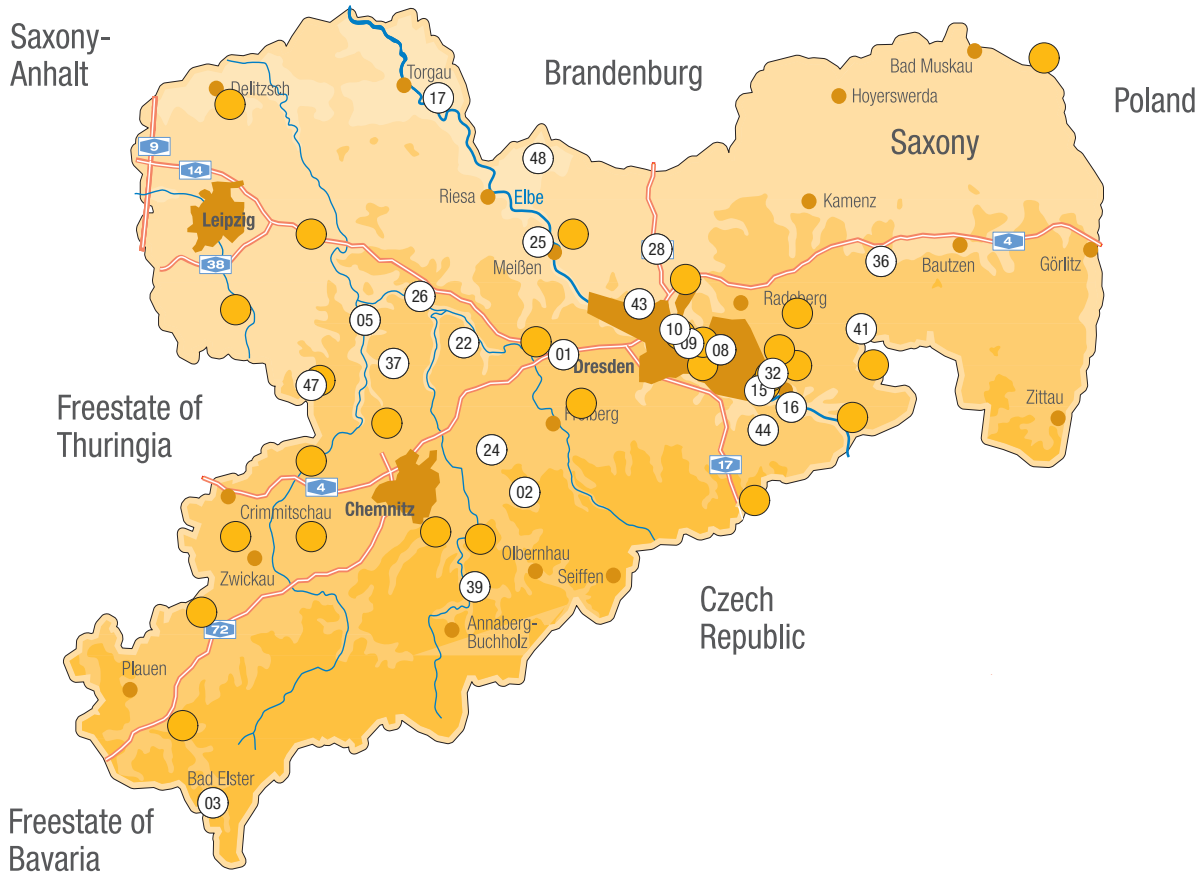 Saxony-
Anhalt
Brandenburg
Poland
Saxony
Freestate of
Thuringia
Czech
Republic
Freestate of
Bavaria
Torgau
17
Delitzsch
Bad Muskau
Hoyerswerda
9
14
48
Riesa
Elbe
Kamenz
Leipzig
38
25
Meißen
28
36
4
Bautzen
Görlitz
26
05
43
Radeberg
10
09
08
41
22
01
37
Dresden
32
47
15
16
Zittau
Freiberg
44
24
17
4
02
Crimmitschau
Chemnitz
Zwickau
Olbernhau
Seiffen
39
72
Annaberg-
Buchholz
Plauen
Bad Elster
03